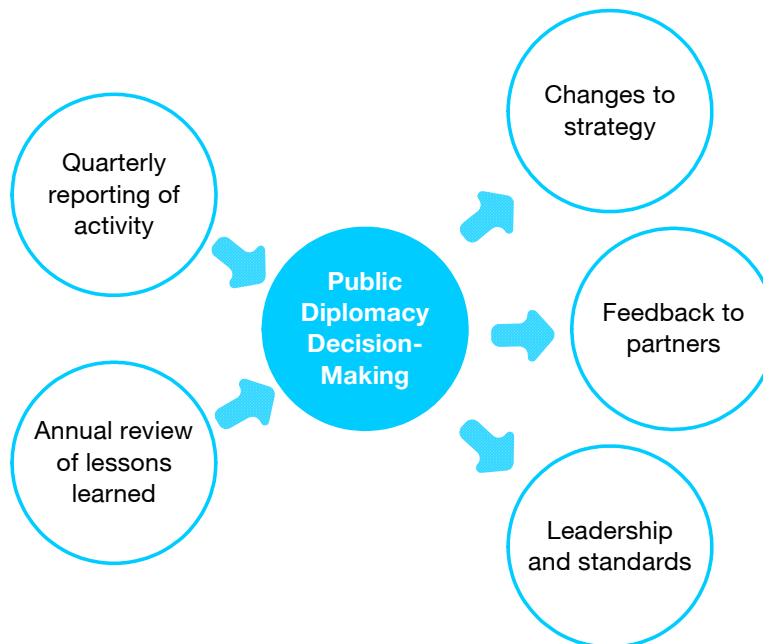 Quarterly
reporting of
activity
Annual review
of lessons
learned
Public
Diplomacy
Decision-
Making
Changes to
strategy
Feedback to
partners
Leadership
and standards